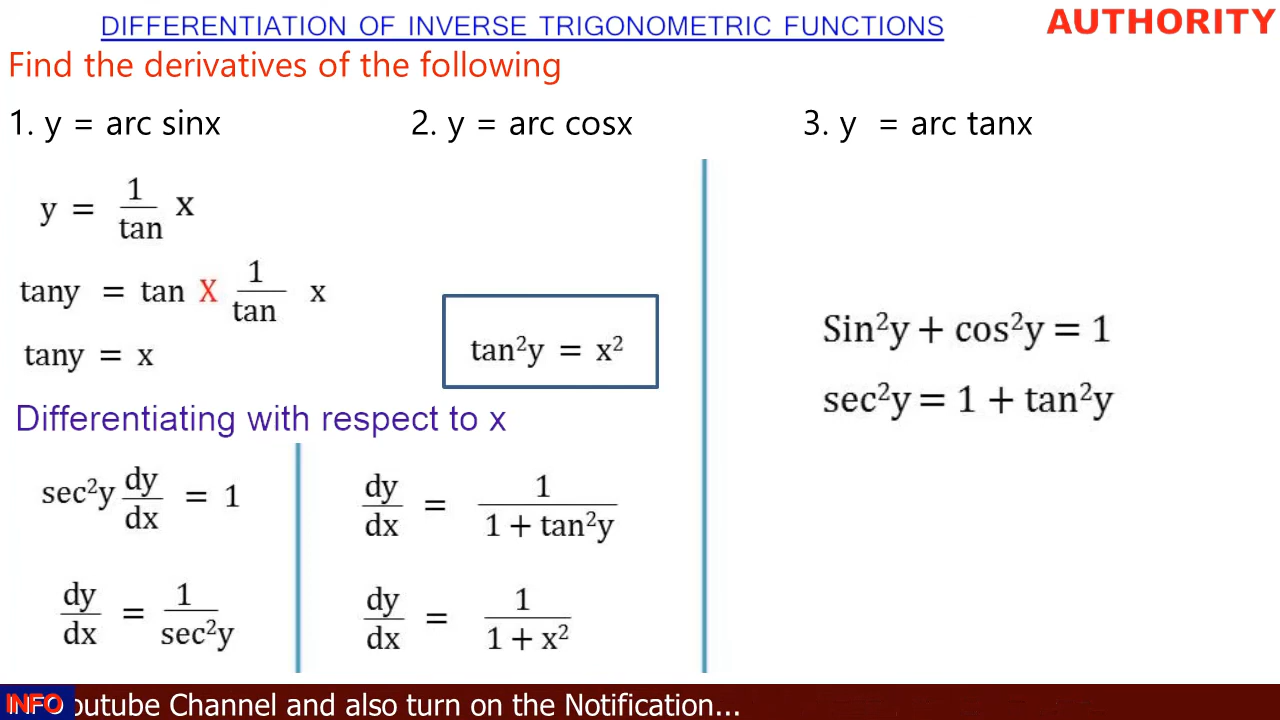 DIFFERENTIATION OF INVERSE TRIGONOMETRIC FUNCTIONS
AUTHORITY
Find the derivatives of the following
1. y = arc sinx
2. y = arc cosx
3. y = arc tanx
y = 1/tan x
tany = tan X 1/tan x
tany = x
tan²y = x²
Differentiating with respect to x
sec²y dy/dx = 1
dy/dx = 1/sec²y
dy/dx = 1/(1 + tan²y)
dy/dx = 1/(1 + x²)
Sin²y + cos²y = 1
sec²y = 1 + tan²y
INFO outube Channel and also turn on the Notification...